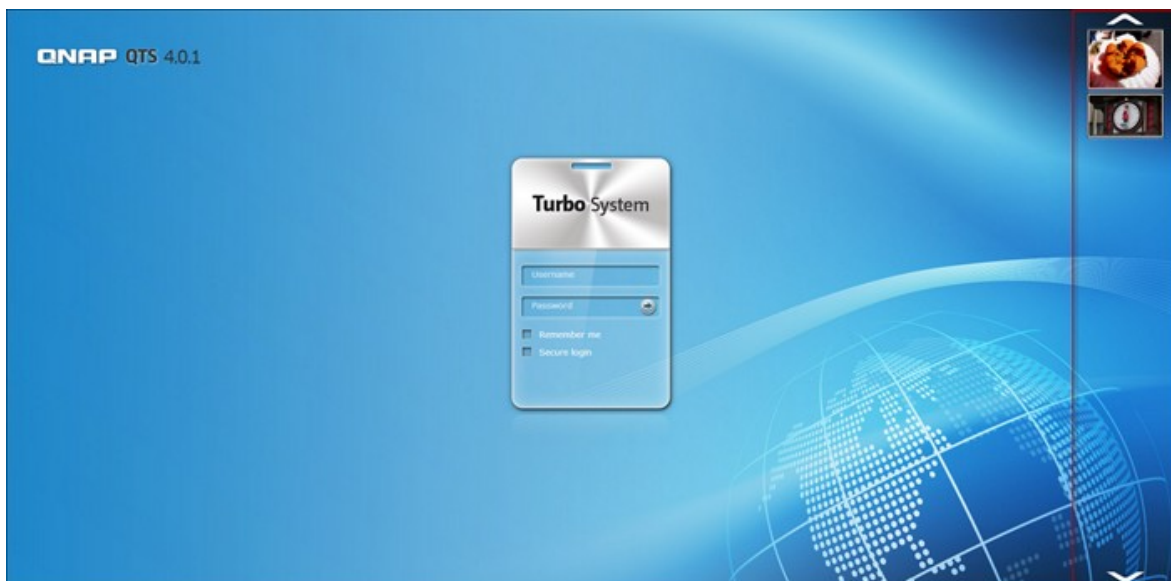 QNAP QTS 4.0.1
Turbo System
Username
Password
Remember me
Secure login